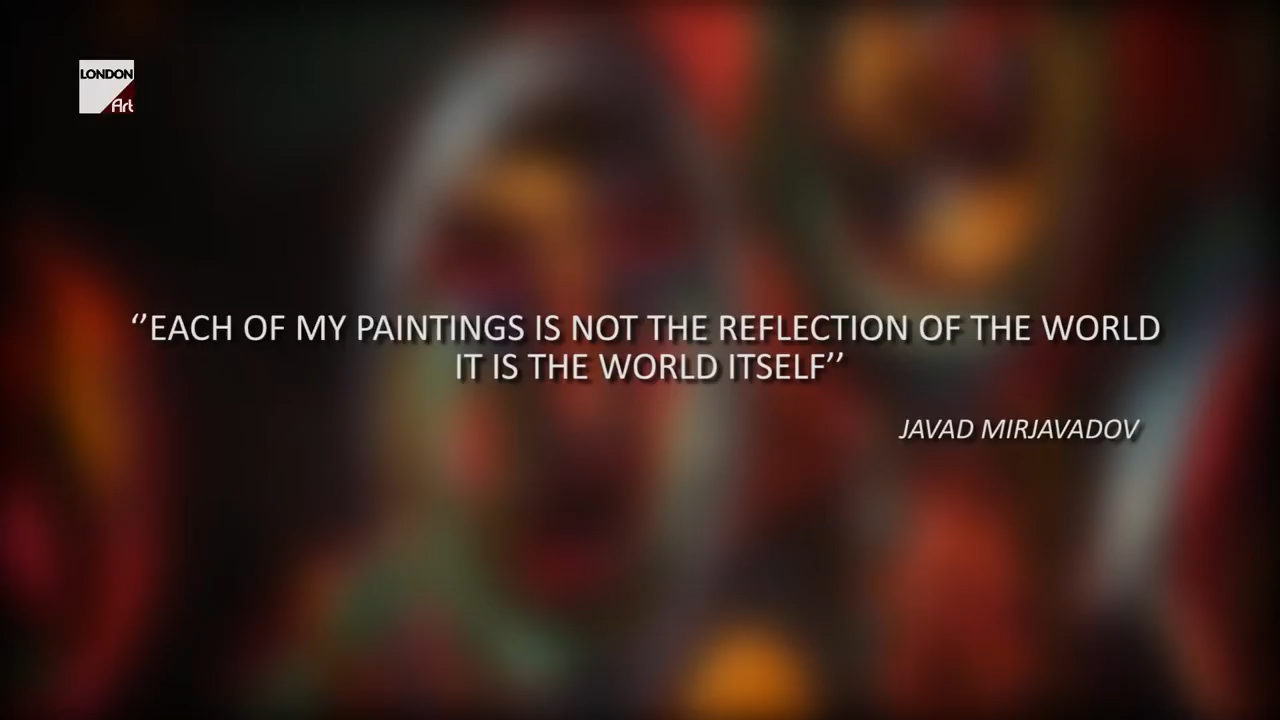 LONDON
Art
‘’EACH OF MY PAINTINGS IS NOT THE REFLECTION OF THE WORLD
IT IS THE WORLD ITSELF’’
JAVAD MIRJAVADOV